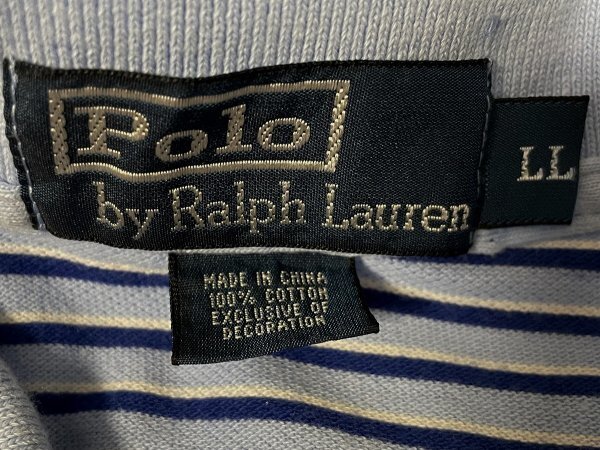 Polo
by Ralph Lauren
LL
MADE IN CHINA
100% COTTON
EXCLUSIVE OF
DECORATION